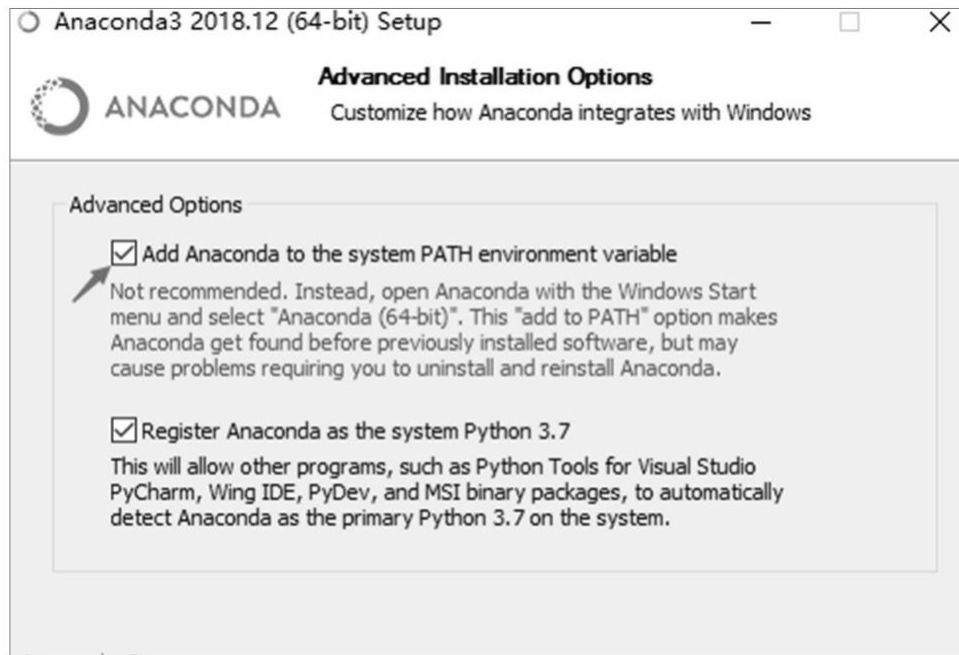 Anaconda3 2018.12 (64-bit) Setup
ANACONDA
Advanced Installation Options
Customize how Anaconda integrates with Windows
Advanced Options
Add Anaconda to the system PATH environment variable
Not recommended. Instead, open Anaconda with the Windows Start
menu and select "Anaconda (64-bit)". This "add to PATH" option makes
Anaconda get found before previously installed software, but may
cause problems requiring you to uninstall and reinstall Anaconda.
Register Anaconda as the system Python 3.7
This will allow other programs, such as Python Tools for Visual Studio
PyCharm, Wing IDE, PyDev, and MSI binary packages, to automatically
detect Anaconda as the primary Python 3.7 on the system.